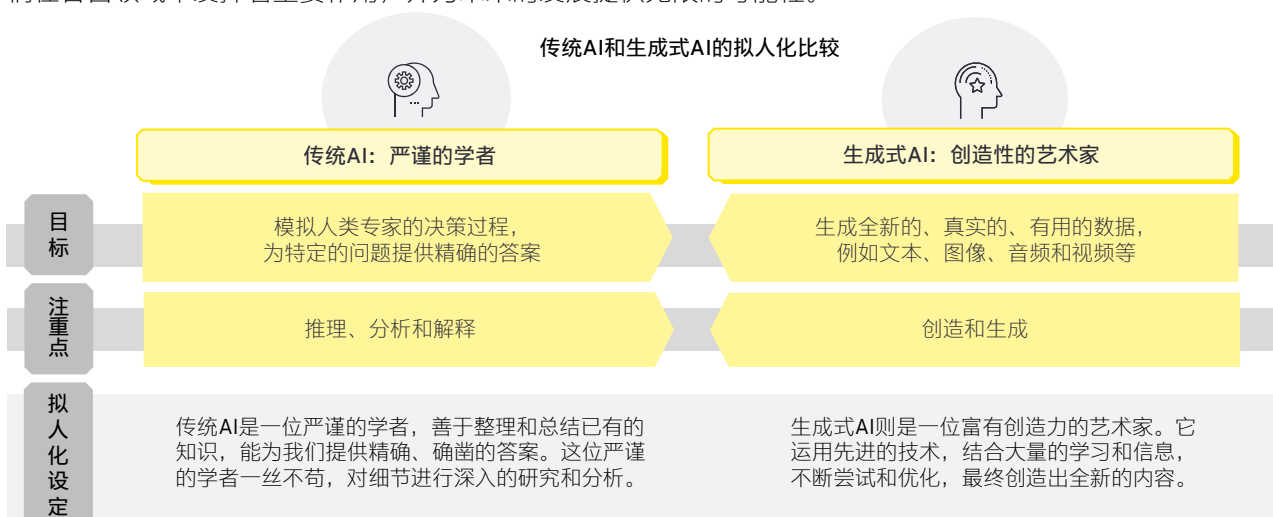 传统AI和生成式AI的拟人化比较
传统AI：严谨的学者
生成式AI：创造性的艺术家
目标
模拟人类专家的决策过程，
为特定的问题提供精确的答案
生成全新的、真实的、有用的数据，
例如文本、图像、音频和视频等
注重点
推理、分析和解释
创造和生成
拟人化设定
传统AI是一位严谨的学者，善于整理和总结已有的
知识，能为我们提供精确、确凿的答案。这位严谨
的学者一丝不苟，对细节进行深入的研究和分析。
生成式AI则是一位富有创造力的艺术家。它
运用先进的技术，结合大量的学习和信息，
不断尝试和优化，最终创造出全新的内容。